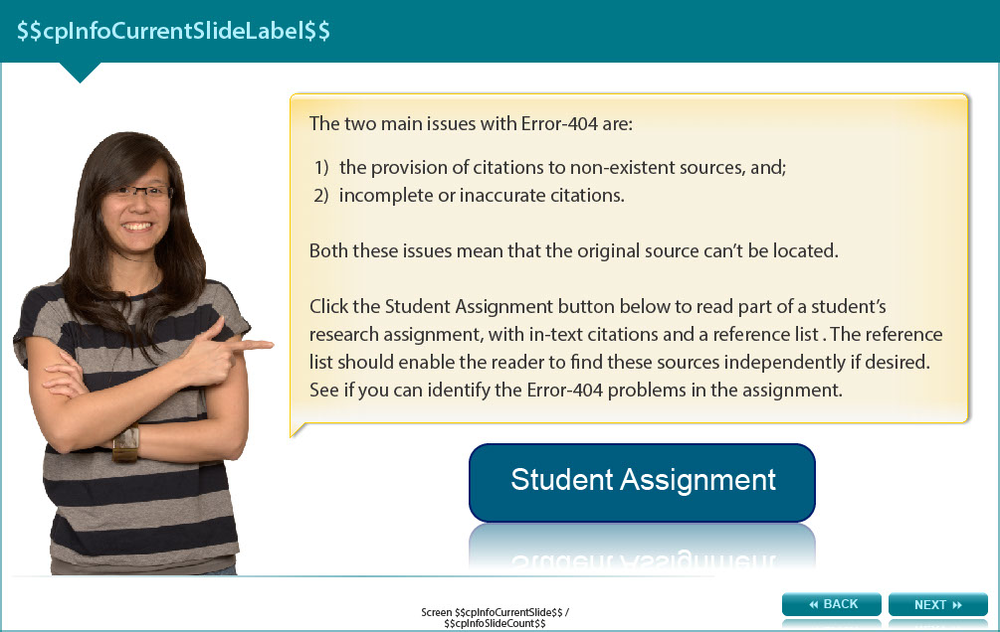 $$cpInfoCurrentSlideLabel$$
The two main issues with Error-404 are:
1) the provision of citations to non-existent sources, and;
2) incomplete or inaccurate citations.
Both these issues mean that the original source can’t be located.
Click the Student Assignment button below to read part of a student’s
research assignment, with in-text citations and a reference list . The reference
list should enable the reader to find these sources independently if desired.
See if you can identify the Error-404 problems in the assignment.
Student Assignment
Screen $$cpInfoCurrentSlide$$ /
$$cpInfoSlideCount$$
BACK
NEXT